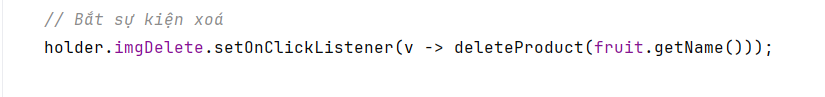 // Bắt sự kiện xoá
holder.imgDelete.setOnClickListener(v -> deleteProduct(fruit.getName()));